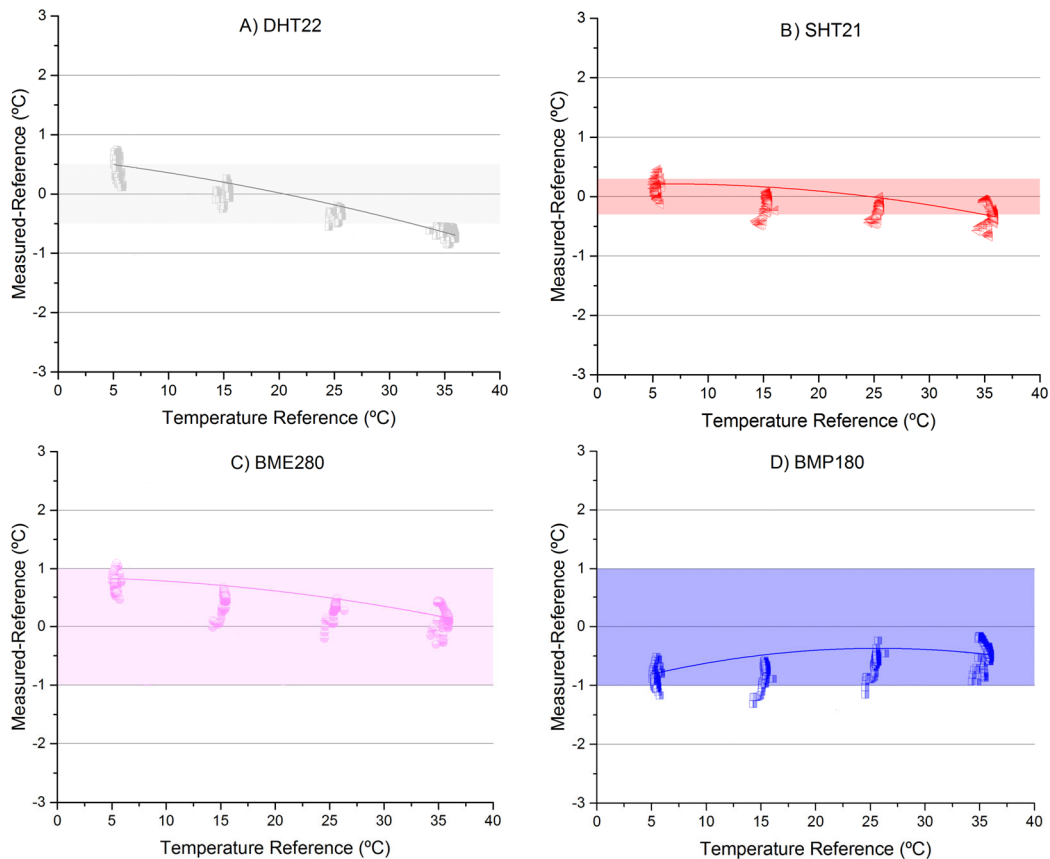 A) DHT22
3
2
1
0
-1
-2
-3
Measured-Reference (ºC)
0 5 10 15 20 25 30 35 40
Temperature Reference (ºC)
B) SHT21
3
2
1
0
-1
-2
-3
Measured-Reference (ºC)
0 5 10 15 20 25 30 35 40
Temperature Reference (ºC)
C) BME280
3
2
1
0
-1
-2
-3
Measured-Reference (ºC)
0 5 10 15 20 25 30 35 40
Temperature Reference (ºC)
D) BMP180
3
2
1
0
-1
-2
-3
Measured-Reference (ºC)
0 5 10 15 20 25 30 35 40
Temperature Reference (ºC)